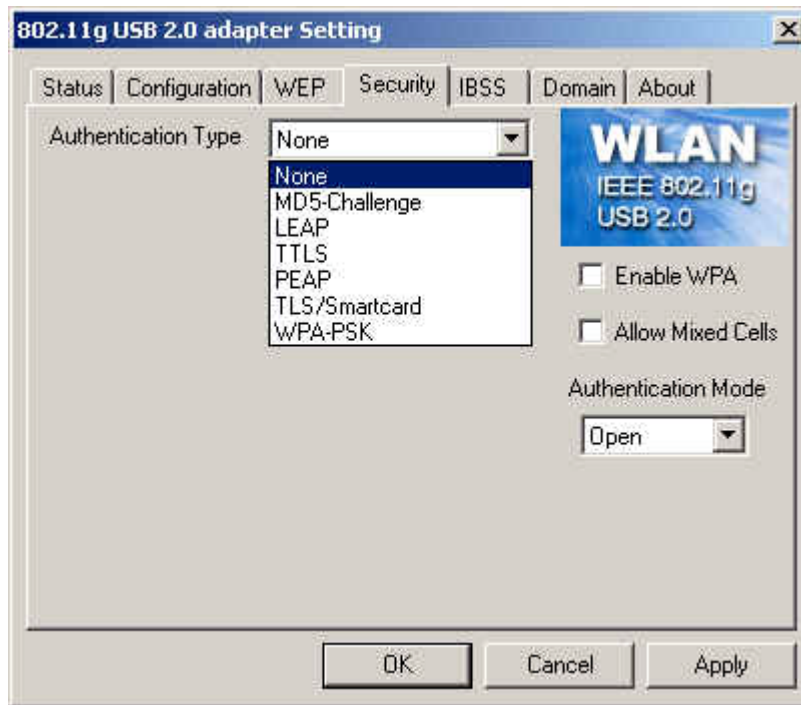 802.11g USB 2.0 adapter Setting
Status Configuration WEP Security IBSS Domain About
Authentication Type None
None
MD5-Challenge
LEAP
TTLS
PEAP
TLS/Smartcard
WPA-PSK
WLAN
IEEE 802.11g
USB 2.0
Enable WPA
Allow Mixed Cells
Authentication Mode
Open
OK Cancel Apply